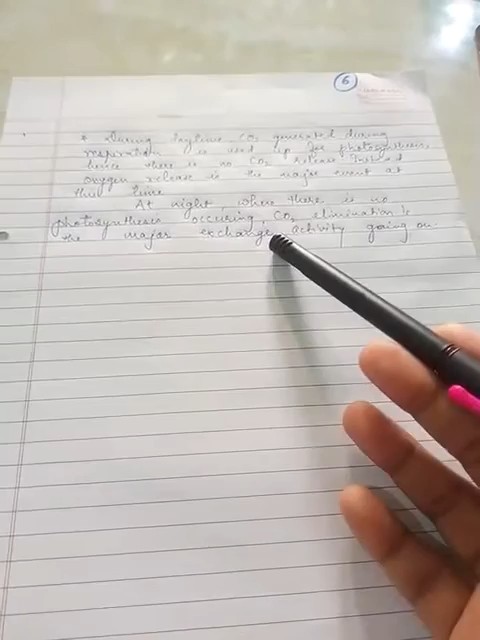 6
* During daytime CO2 generated during
respiration is used up for photosynthesis,
hence there is no CO2 release. Instead
oxygen release is the major event at
this time
At night, where there is no
photosynthesis occuring, CO2 elimination is
the major exchange activity going on.